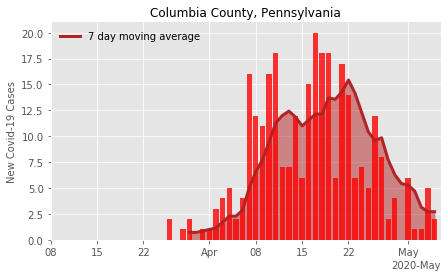 Columbia County, Pennsylvania
7 day moving average
New Covid-19 Cases
20.0
17.5
15.0
12.5
10.0
7.5
5.0
2.5
0.0
08 15 22 Apr 08 15 22 May
2020-May